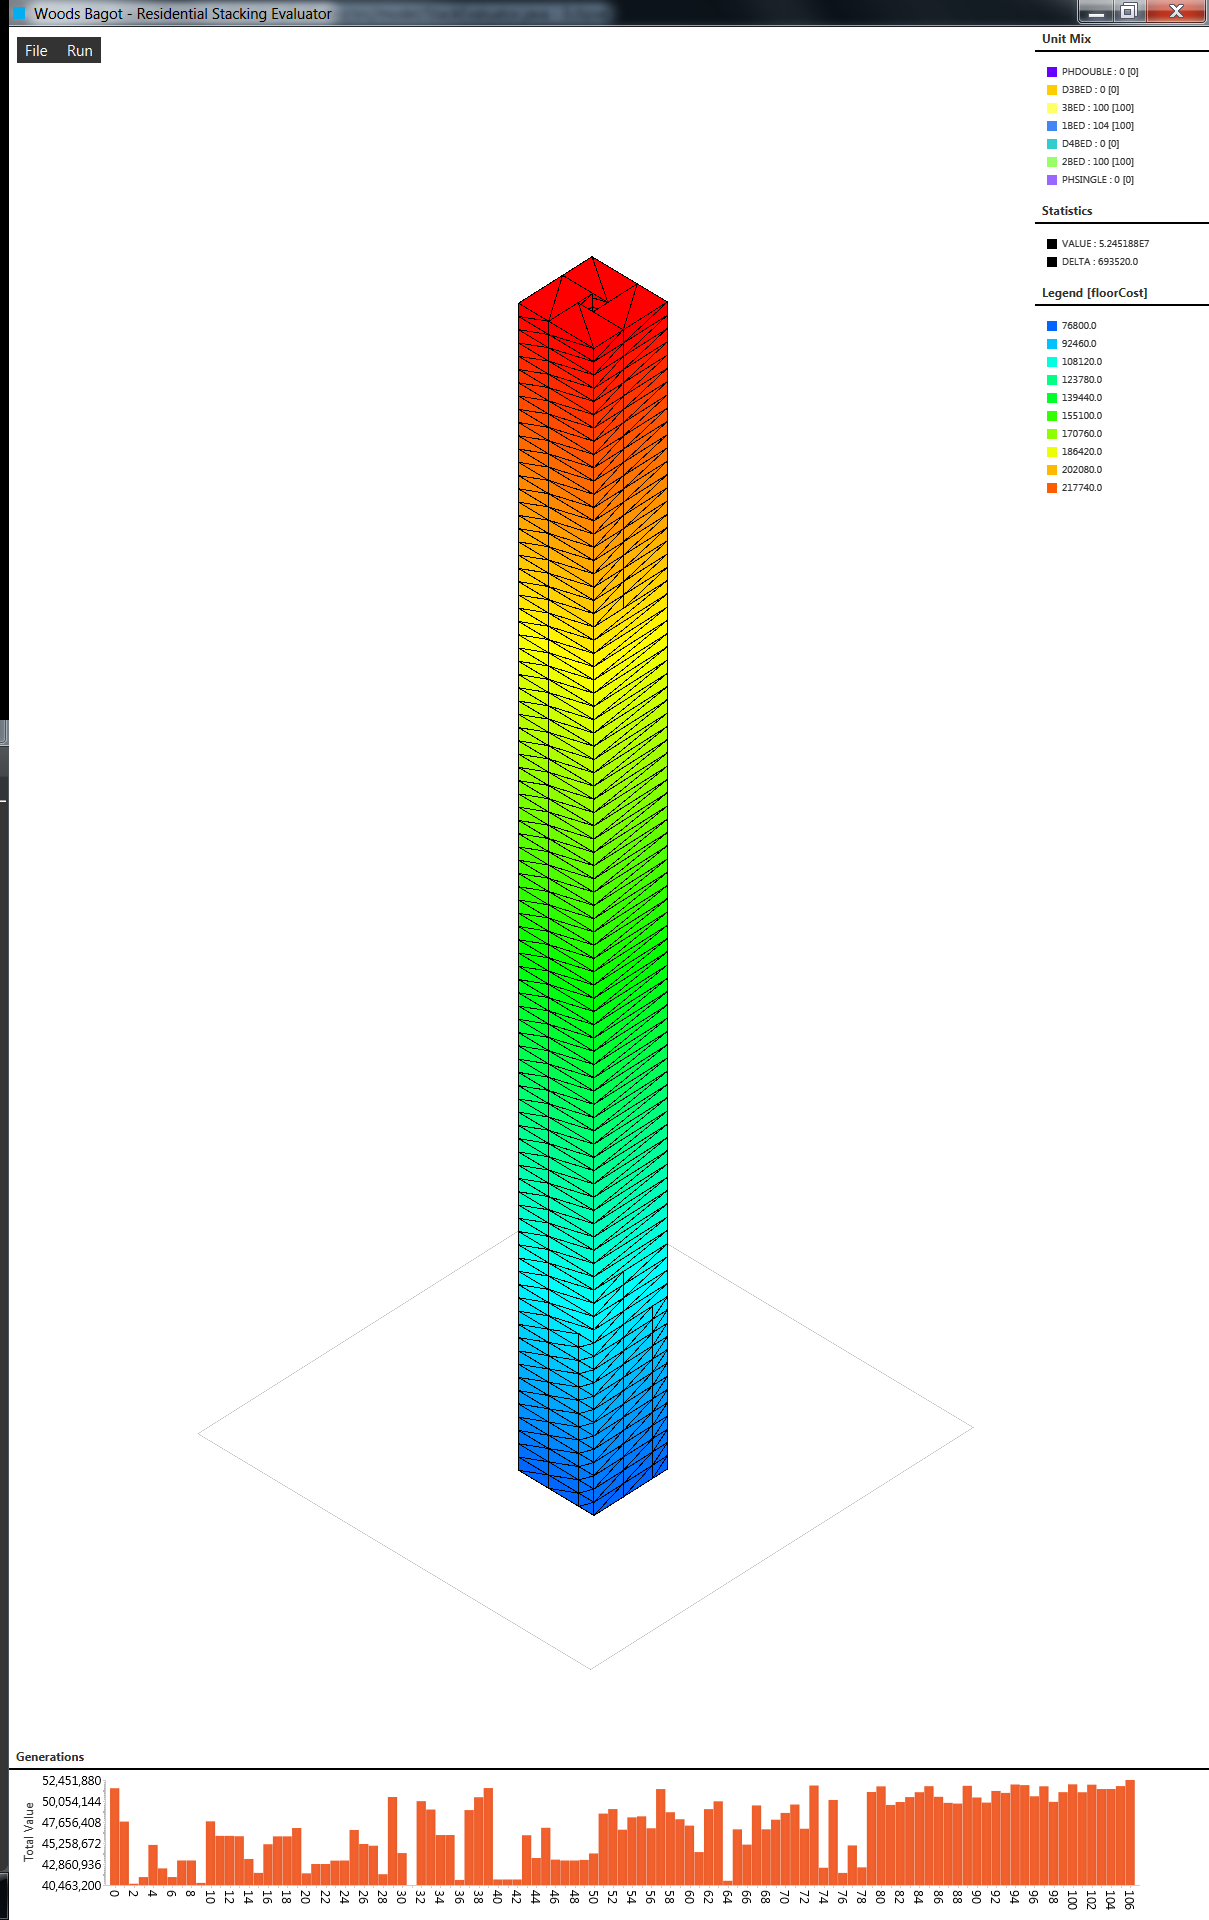 Woods Bagot - Residential Stacking Evaluator
File Run
Unit Mix
PHDOUBLE : 0 [0]
D3BED : 0 [0]
3BED : 100 [100]
1BED : 104 [100]
D4BED : 0 [0]
2BED : 100 [100]
PHSINGLE : 0 [0]
Statistics
VALUE : 5.245188E7
DELTA : 693520.0
Legend [floorCost]
76800.0
92460.0
108120.0
123780.0
139440.0
155100.0
170760.0
186420.0
202080.0
217740.0
Generations
Total Value
52,451,880
50,054,144
47,656,408
45,258,672
42,860,936
40,463,200
0 2 4 6 8 10 12 14 16 18 20 22 24 26 28 30 32 34 36 38 40 42 44 46 48 50 52 54 56 58 60 62 64 66 68 70 72 74 76 78 80 82 84 86 88 90 92 94 96 98 100 102 104 106